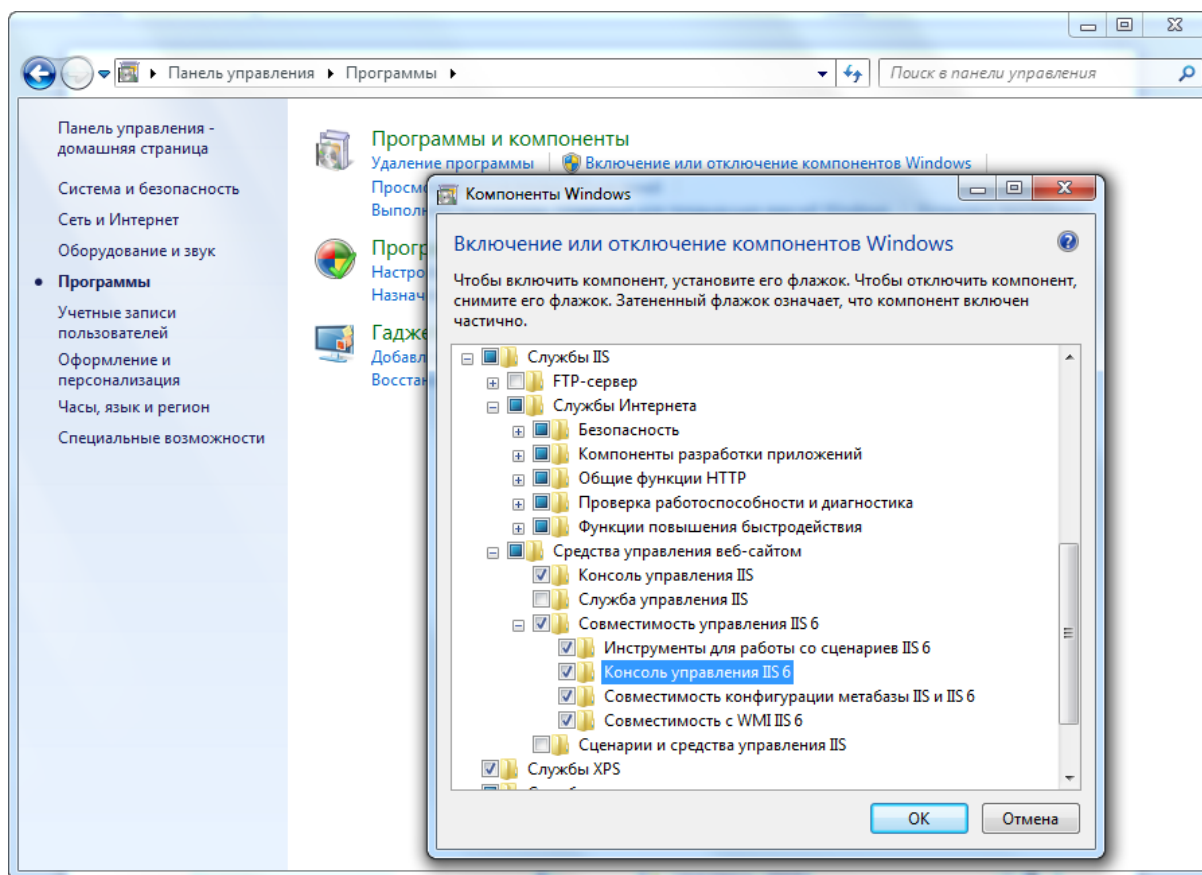 Панель управления Программы
Поиск в панели управления
Панель управления -
домашняя страница
Система и безопасность
Сеть и Интернет
Оборудование и звук
Программы
Учетные записи
пользователей
Оформление и
персонализация
Часы, язык и регион
Специальные возможности
Программы и компоненты
Удаление программы Включение или отключение компонентов Windows
Просм
Выполн
Прогр
Настро
Назнач
Гадже
Добавл
Восстан
Компоненты Windows
Включение или отключение компонентов Windows
Чтобы включить компонент, установите его флажок. Чтобы отключить компонент,
снимите его флажок. Затененный флажок означает, что компонент включен
частично.
Службы IIS
FTP-сервер
Службы Интернета
Безопасность
Компоненты разработки приложений
Общие функции HTTP
Проверка работоспособности и диагностика
Функции повышения быстродействия
Средства управления веб-сайтом
Консоль управления IIS
Служба управления IIS
Совместимость управления IIS 6
Инструменты для работы со сценариев IIS 6
Консоль управления IIS 6
Совместимость конфигурации метабазы IIS и IIS 6
Совместимость с WMI IIS 6
Сценарии и средства управления IIS
Службы XPS
OK Отмена